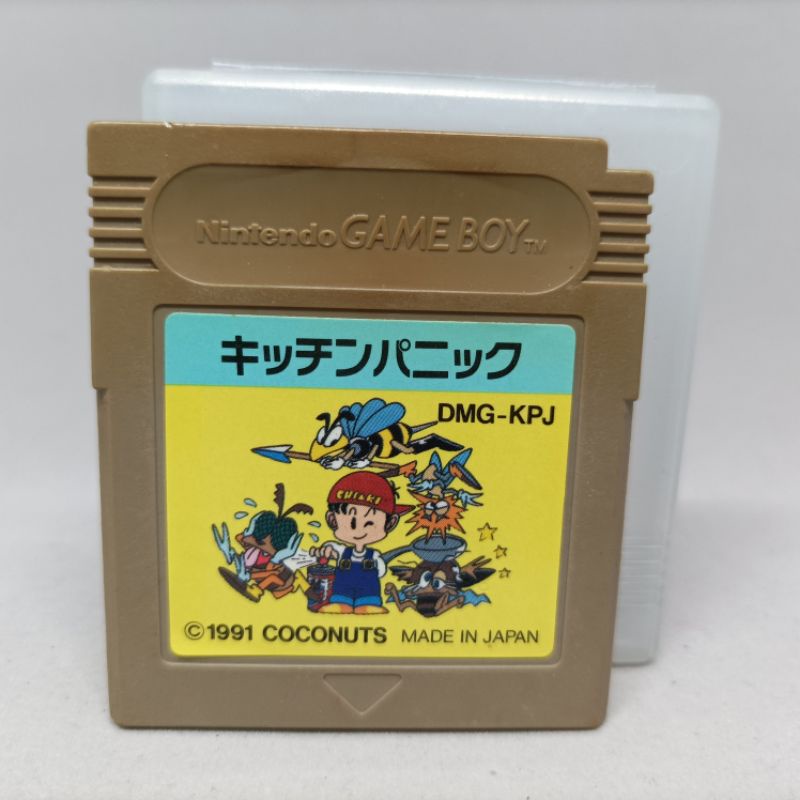 Nintendo GAME BOY TM
キッチンパニック
DMG-KPJ
CHIAKI
© 1991 COCONUTS MADE IN JAPAN